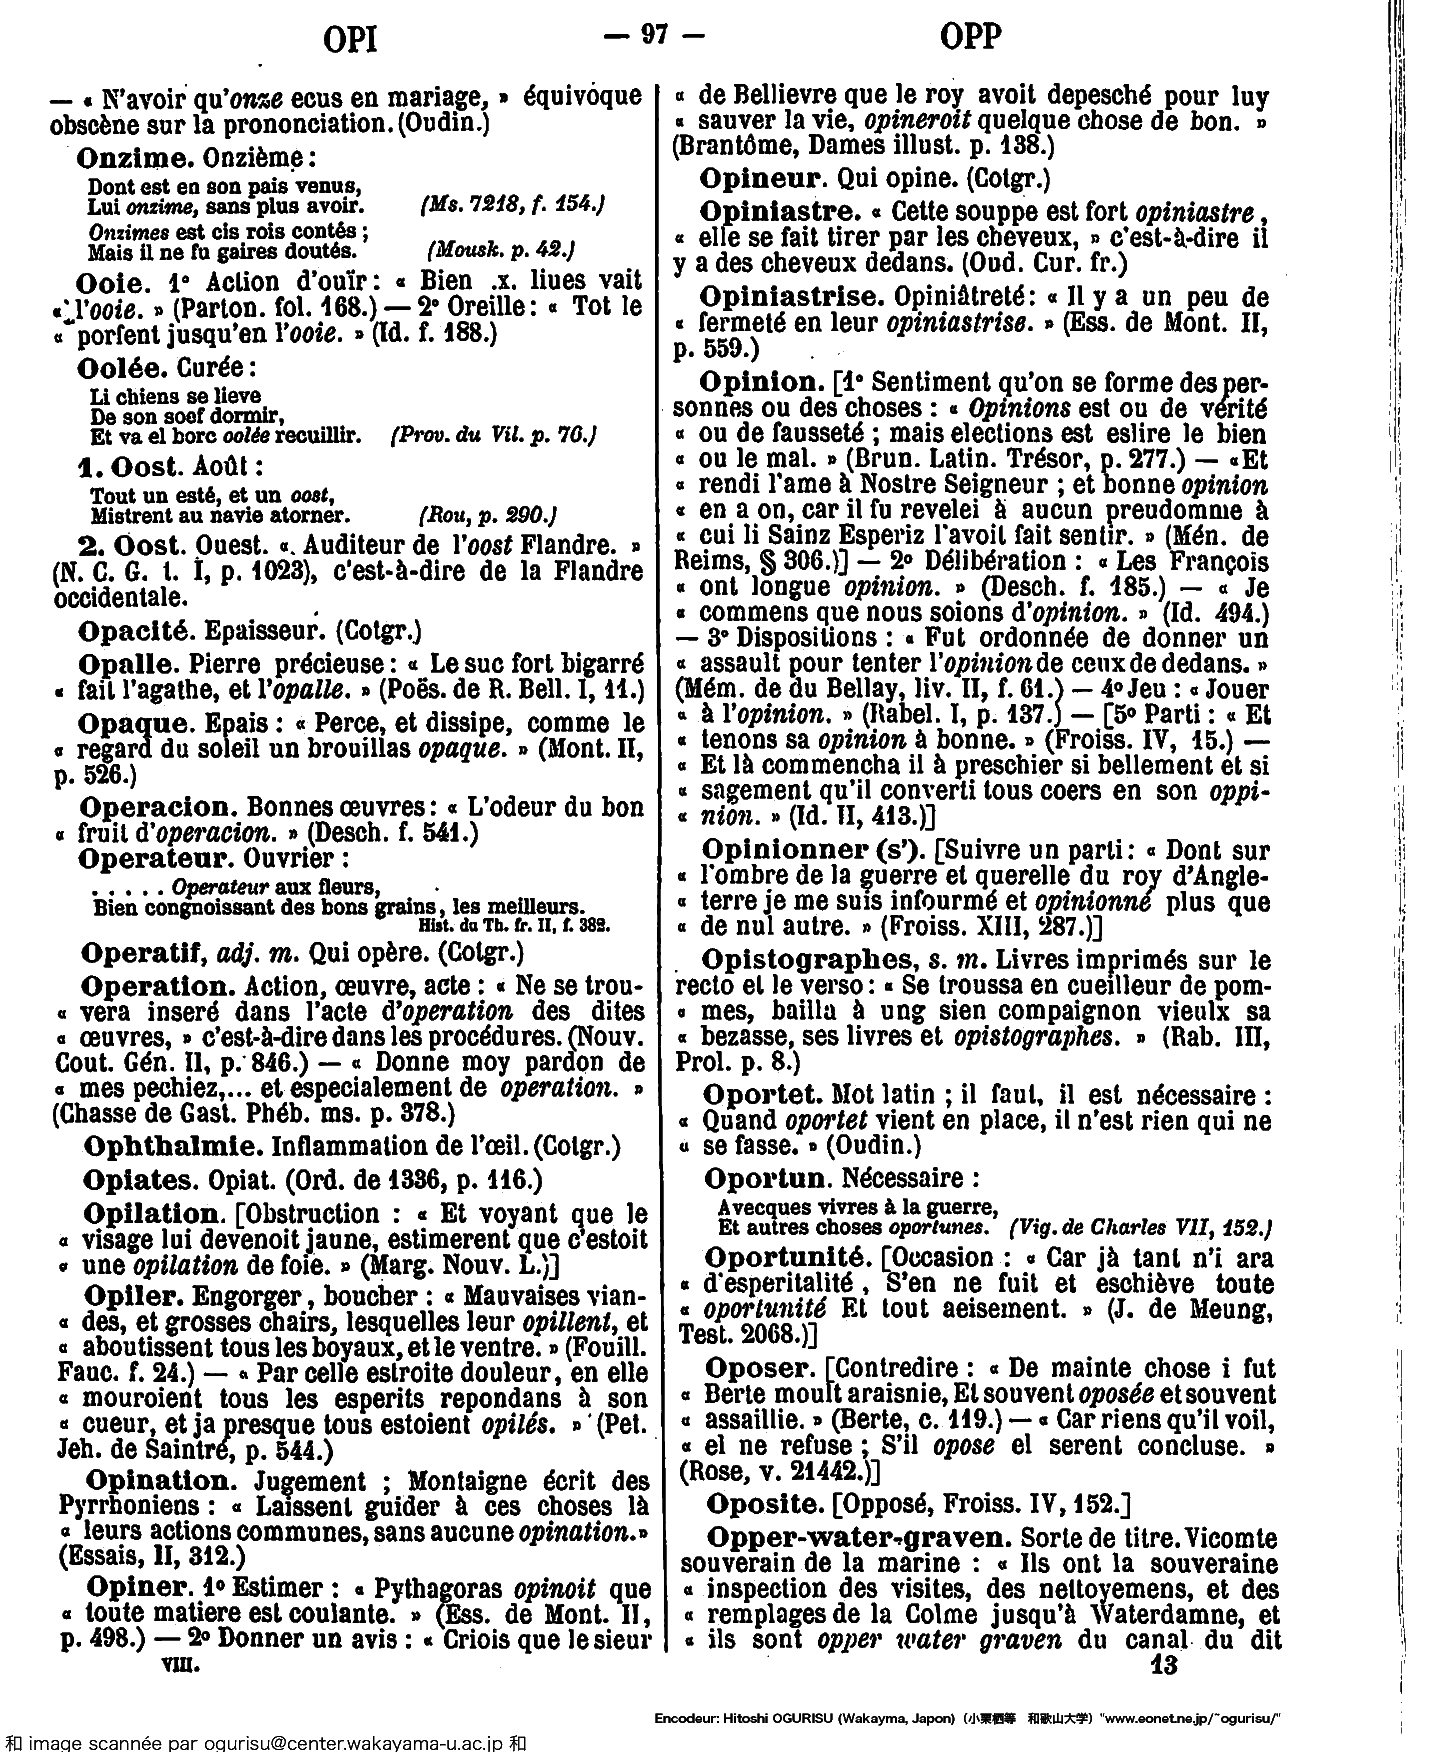 OPI
— 97 —
OPP
— « N'avoir qu'onze ecus en mariage, » équivoque
obscène sur la prononciation. (Oudin.)
Onzime. Onzième :
Dont est en son pais venus,
Lui onzime, sans plus avoir. (Ms. 7218, f. 154.)
Onzimes est cis rois contés ;
Mais il ne fu gaires doutés. (Mousk. p. 42.)
Ooie. 1° Action d'ouïr : « Bien .x. liues vait
« l'ooie. » (Parton. fol. 168.) — 2° Oreille : « Tot le
« porfent jusqu'en l'ooie. » (Id. f. 188.)
Oolée. Curée :
Li chiens se lieve
De son soef dormir,
Et va el borc oolée recuillir. (Prov. du Vil. p. 76.)
1. Oost. Août :
Tout un esté, et un oost,
Mistrent au navie atorner. (Rou, p. 290.)
2. Oost. Ouest. « Auditeur de l'oost Flandre. »
(N. C. G. t. I, p. 1023), c'est-à-dire de la Flandre
occidentale.
Opacité. Epaisseur. (Cotgr.)
Opalle. Pierre précieuse : « Le suc fort bigarré
« fait l'agathe, et l'opalle. » (Poës. de R. Bell. I, 11.)
Opaque. Epais : « Perce, et dissipe, comme le
« regard du soleil un brouillas opaque. » (Mont. II,
p. 526.)
Operacion. Bonnes œuvres : « L'odeur du bon
« fruit d'operacion. » (Desch. f. 541.)
Operateur. Ouvrier :
. . . . . Operateur aux fleurs,
Bien congnoissant des bons grains, les meilleurs.
Hist. du Th. fr. II, f. 382.
Operatif, adj. m. Qui opère. (Cotgr.)
Operation. Action, œuvre, acte : « Ne se trou-
« vera inseré dans l'acte d'operation des dites
« œuvres, » c'est-à-dire dans les procédures. (Nouv.
Cout. Gén. II, p. 846.) — « Donne moy pardon de
« mes pechiez,... et especialement de operation. »
(Chasse de Gast. Phéb. ms. p. 378.)
Ophthalmie. Inflammation de l'œil. (Cotgr.)
Opiates. Opiat. (Ord. de 1336, p. 116.)
Opilation. [Obstruction : « Et voyant que le
« visage lui devenoit jaune, estimerent que c'estoit
« une opilation de foie. » (Marg. Nouv. L.)]
Opiler. Engorger, boucher : « Mauvaises vian-
« des, et grosses chairs, lesquelles leur opillent, et
« aboutissent tous les boyaux, et le ventre. » (Fouill.
Fauc. f. 24.) — « Par celle estroite douleur, en elle
« mouroient tous les esperits repondans à son
« cueur, et ja presque tous estoient opilés. » (Pet.
Jeh. de Saintré, p. 544.)
Opination. Jugement ; Montaigne écrit des
Pyrrhoniens : « Laissent guider à ces choses là
« leurs actions communes, sans aucune opination. »
(Essais, II, 312.)
Opiner. 1° Estimer : « Pythagoras opinoit que
« toute matiere est coulante. » (Ess. de Mont. II,
p. 498.) — 2° Donner un avis : « Criois que le sieur
VIII.
« de Bellievre que le roy avoit depesché pour luy
« sauver la vie, opineroit quelque chose de bon. »
(Brantôme, Dames illust. p. 138.)
Opineur. Qui opine. (Cotgr.)
Opiniastre. « Cette souppe est fort opiniastre,
« elle se fait tirer par les cheveux, » c'est-à-dire il
y a des cheveux dedans. (Oud. Cur. fr.)
Opiniastrise. Opiniâtreté : « Il y a un peu de
« fermeté en leur opiniastrise. » (Ess. de Mont. II,
p. 559.)
Opinion. [1° Sentiment qu'on se forme des per-
sonnes ou des choses : « Opinions est ou de vérité
« ou de fausseté ; mais elections est eslire le bien
« ou le mal. » (Brun. Latin. Trésor, p. 277.) — « Et
« rendi l'ame à Nostre Seigneur ; et bonne opinion
« en a on, car il fu revelei à aucun preudomme à
« cui li Sainz Esperiz l'avoit fait sentir. » (Mén. de
Reims, § 306.)] — 2° Délibération : « Les François
« ont longue opinion. » (Desch. f. 185.) — « Je
« commens que nous soions d'opinion. » (Id. 494.)
— 3° Dispositions : « Fut ordonnée de donner un
« assault pour tenter l'opinion de ceux de dedans. »
(Mém. de du Bellay, liv. II, f. 61.) — 4° Jeu : « Jouer
« à l'opinion. » (Rabel. I, p. 137.) — [5° Parti : « Et
« tenons sa opinion à bonne. » (Froiss. IV, 15.) —
« Et là commencha il à preschier si bellement et si
« sagement qu'il converti tous coers en son oppi-
« nion. » (Id. II, 413.)]
Opinionner (s'). [Suivre un parti : « Dont sur
« l'ombre de la guerre et querelle du roy d'Angle-
« terre je me suis infourmé et opinionné plus que
« de nul autre. » (Froiss. XIII, 287.)]
Opistographes, s. m. Livres imprimés sur le
recto et le verso : « Se troussa en cueilleur de pom-
« mes, bailla à ung sien compaignon vieulx sa
« bezasse, ses livres et opistographes. » (Rab. III,
Prol. p. 8.)
Oportet. Mot latin ; il faut, il est nécessaire :
« Quand oportet vient en place, il n'est rien qui ne
« se fasse. » (Oudin.)
Oportun. Nécessaire :
Avecques vivres à la guerre,
Et autres choses oportunes. (Vig. de Charles VII, 152.)
Oportunité. [Occasion : « Car jà tant n'i ara
« d'esperitalité, S'en ne fuit et eschiève toute
« oportunité Et tout aeisement. » (J. de Meung,
Test. 2068.)]
Oposer. [Contredire : « De mainte chose i fut
« Berte moult araisnie, Et souvent oposée et souvent
« assaillie. » (Berte, c. 119.) — « Car riens qu'il voil,
« el ne refuse ; S'il opose el serent concluse. »
(Rose, v. 21442.)]
Oposite. [Opposé, Froiss. IV, 152.]
Opper-water-graven. Sorte de titre. Vicomte
souverain de la marine : « Ils ont la souveraine
« inspection des visites, des nettoyemens, et des
« remplages de la Colme jusqu'à Waterdamne, et
« ils sont opper water graven du canal du dit
13
Encodeur: Hitoshi OGURISU (Wakayma, Japon) (小栗栖等 和歌山大学) "www.eonet.ne.jp/~ogurisu/"
和 image scannée par ogurisu@center.wakayama-u.ac.jp 和